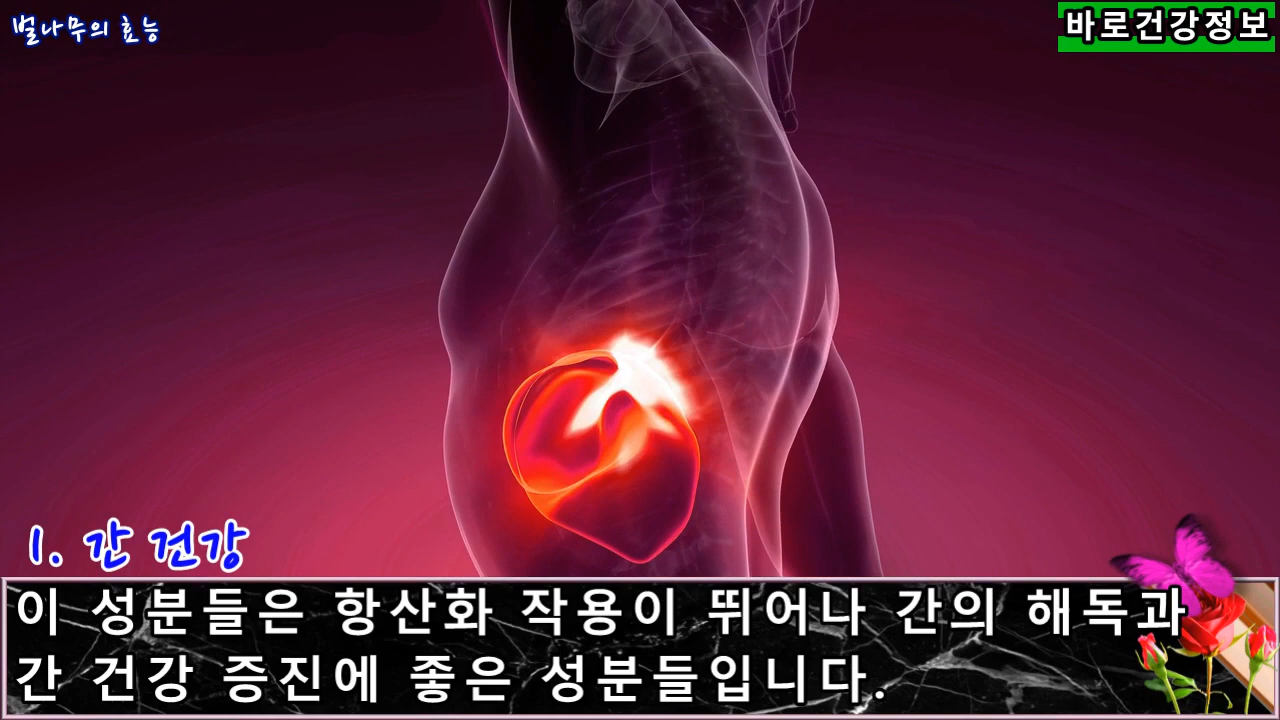 벌나무의 효능
바로건강정보
1. 간 건강
이 성분들은 항산화 작용이 뛰어나 간의 해독과
간 건강 증진에 좋은 성분들입니다.